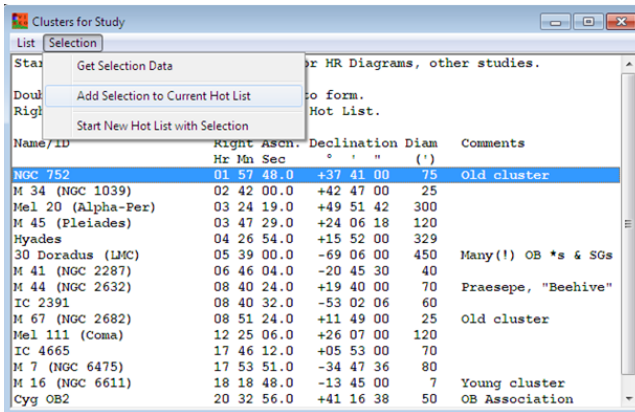 Clusters for Study
List Selection
Get Selection Data
Add Selection to Current Hot List
Start New Hot List with Selection
Sta r HR Diagrams, other studies.
Doub o form.
Righ Hot List.
Name/ID Right Ascn. Declination Diam Comments
Hr Mn Sec ° ' " (')
NGC 752 01 57 48.0 +37 41 00 75 Old cluster
M 34 (NGC 1039) 02 42 00.0 +42 47 00 25
Mel 20 (Alpha-Per) 03 24 19.0 +49 51 42 300
M 45 (Pleiades) 03 47 29.0 +24 06 18 120
Hyades 04 26 54.0 +15 52 00 329
30 Doradus (LMC) 05 39 00.0 -69 06 00 450 Many(!) OB *s & SGs
M 41 (NGC 2287) 06 46 04.0 -20 45 30 40
M 44 (NGC 2632) 08 40 24.0 +19 40 00 70 Praesepe, "Beehive"
IC 2391 08 40 32.0 -53 02 06 60
M 67 (NGC 2682) 08 51 24.0 +11 49 00 25 Old cluster
Mel 111 (Coma) 12 25 06.0 +26 07 00 120
IC 4665 17 46 12.0 +05 53 00 70
M 7 (NGC 6475) 17 53 51.0 -34 47 36 80
M 16 (NGC 6611) 18 18 48.0 -13 45 00 7 Young cluster
Cyg OB2 20 32 56.0 +41 16 38 50 OB Association